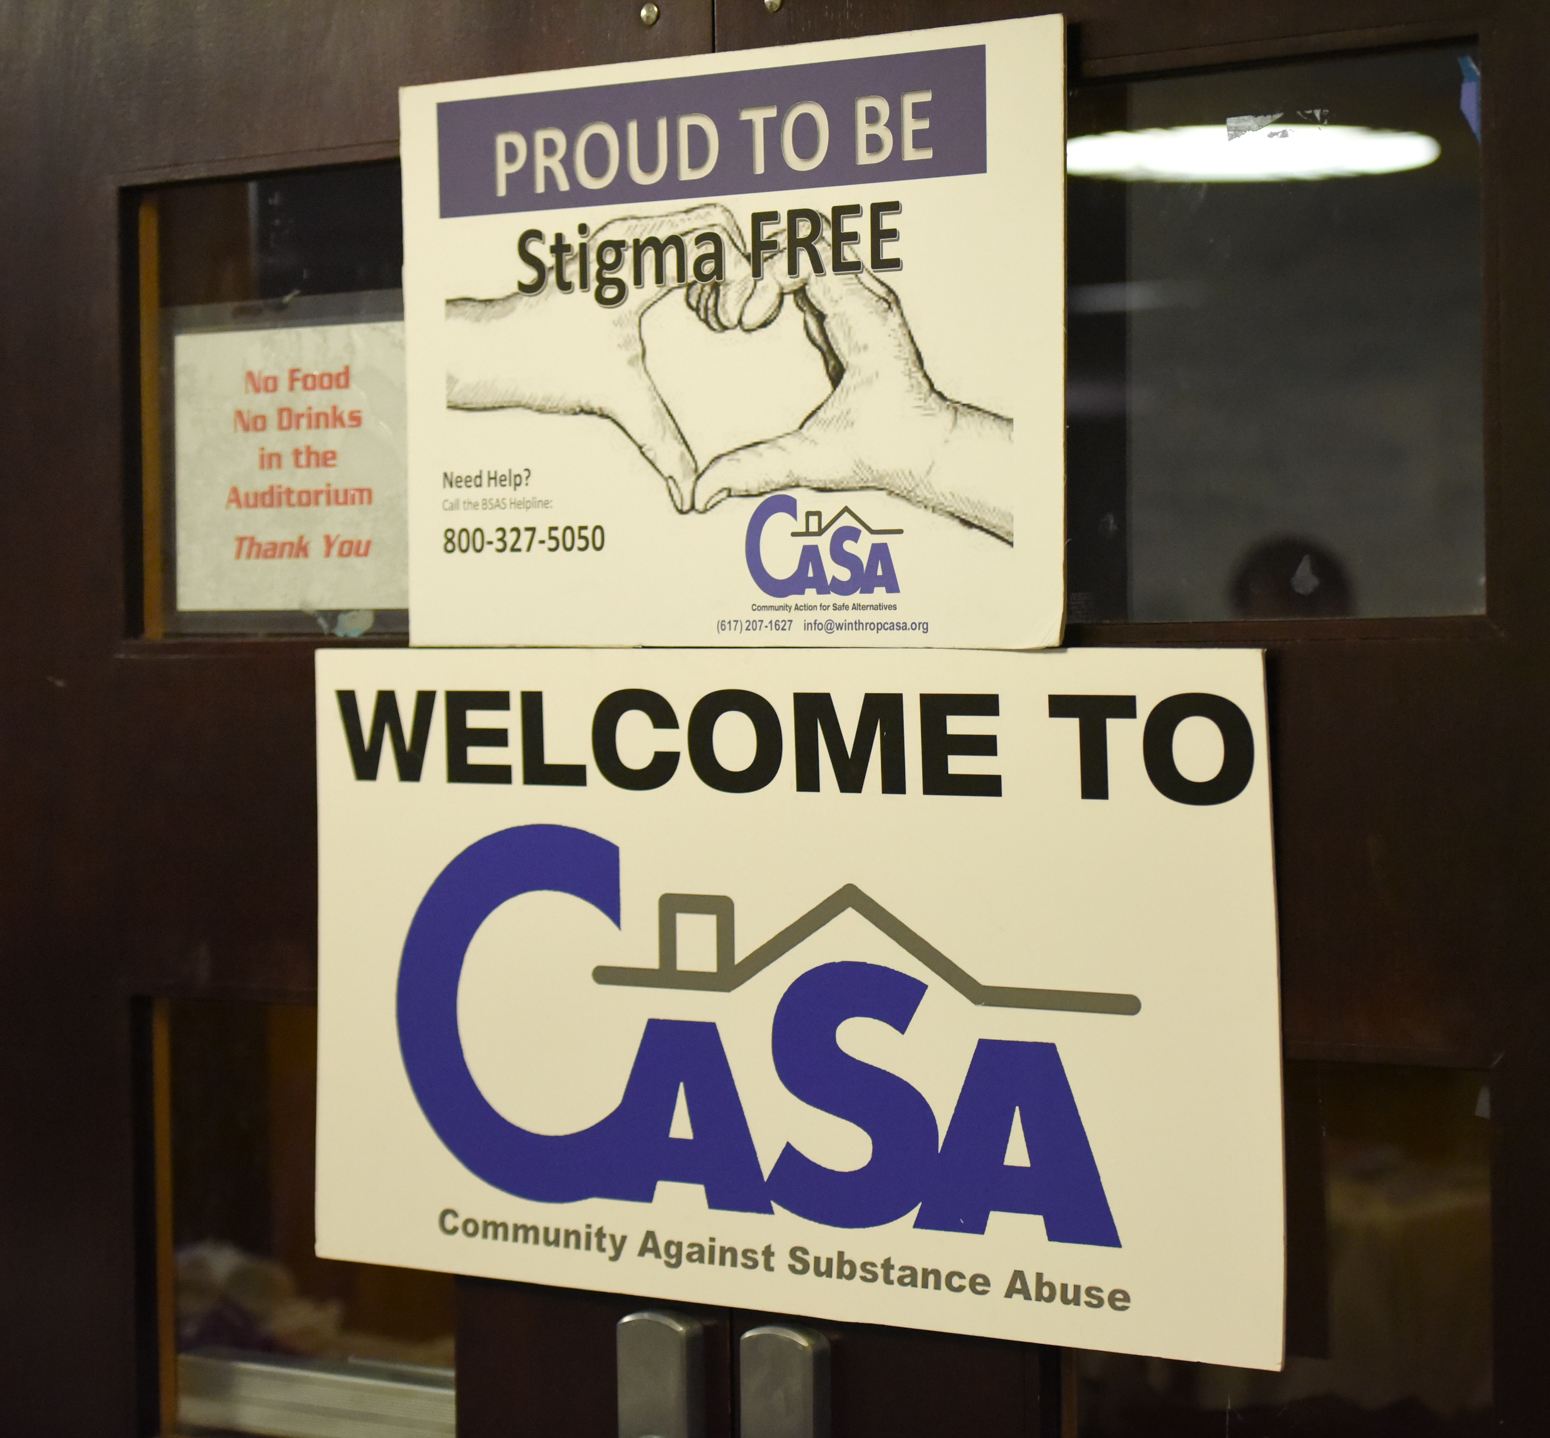 PROUD TO BE
Stigma FREE
No Food
No Drinks
in the
Auditorium
Thank You
Need Help?
Call the BSAS Helpline:
800-327-5050
CASA
Community Action for Safe Alternatives
(617) 207-1627 info@winthropcasa.org
WELCOME TO
CASA
Community Against Substance Abuse